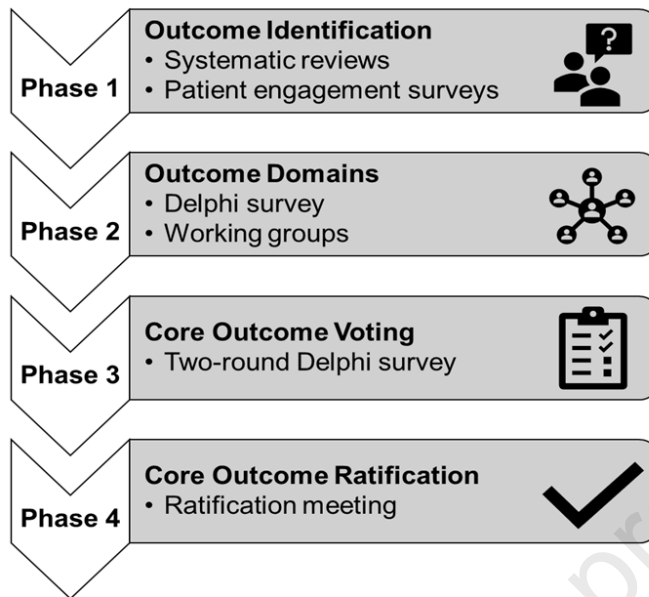 Phase 1
Outcome Identification
• Systematic reviews
• Patient engagement surveys
Phase 2
Outcome Domains
• Delphi survey
• Working groups
Phase 3
Core Outcome Voting
• Two-round Delphi survey
Phase 4
Core Outcome Ratification
• Ratification meeting